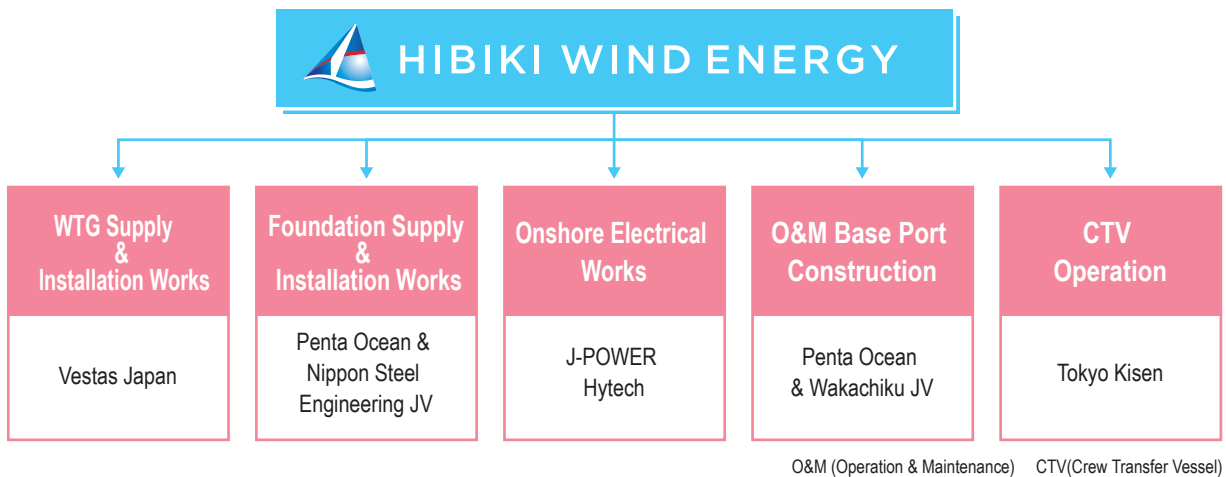 HIBIKI WIND ENERGY
WTG Supply
&
Installation Works
Vestas Japan
Foundation Supply
&
Installation Works
Penta Ocean &
Nippon Steel
Engineering JV
Onshore Electrical
Works
J-POWER
Hytech
O&M Base Port
Construction
Penta Ocean
& Wakachiku JV
CTV
Operation
Tokyo Kisen
O&M (Operation & Maintenance) CTV(Crew Transfer Vessel)